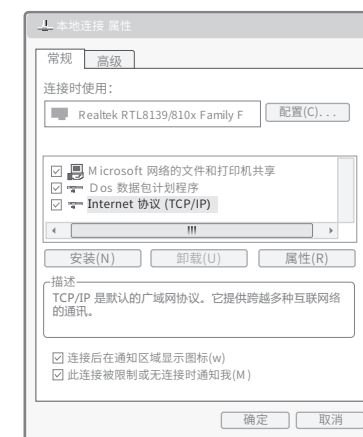 本地连接 属性
常规 高级
连接时使用：
Realtek RTL8139/810x Family F 配置(C). . .
Microsoft 网络的文件和打印机共享
Dos 数据包计划程序
Internet 协议 (TCP/IP)
安装(N) 卸载(U) 属性(R)
描述
TCP/IP 是默认的广域网协议。它提供跨越多种互联网络
的通讯。
连接后在通知区域显示图标(w)
此连接被限制或无连接时通知我(M)
确定 取消